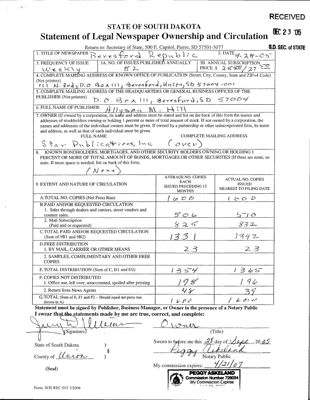 RECEIVED
DEC 23 '05
B.D. SEC OF STATE
STATE OF SOUTH DAKOTA
Statement of Legal Newspaper Ownership and Circulation
Return to: Secretary of State, 500 E. Capitol, Pierre, SD 57501-5077
1. TITLE OF NEWSPAPER Beresford Republic
2. DATE 9-28-05
3. FREQUENCY OF ISSUE Weekly
3A. NO. OF ISSUES PUBLISHED ANNUALLY
3B. ANNUAL SUBSCRIPTION PRICE $
4. COMPLETE MAILING ADDRESS OF KNOWN OFFICE OF PUBLICATION (Street, City, County, State and ZIP+4 Code) (Not printers)
Box 111, Beresford, Union, SD 57004
5. COMPLETE MAILING ADDRESS OF THE HEADQUARTERS OR GENERAL BUSINESS OFFICES OF THE PUBLISHER (Not printers)
P.O. Box 111, Beresford, SD 57004
6. FULL NAME OF PUBLISHER Allyson M. Hill
7. OWNER (If owned by a corporation, its name and address must be stated and also on the back of this form the names and
addresses of stockholders owning or holding 1 percent or more of total amount of stock. If not owned by a corporation, the
names and addresses of the individual owners must be given. If owned by a partnership or other unincorporated firm, its name
and address, as well as that of each individual must be given.
FULL NAME COMPLETE MAILING ADDRESS
Star Publications, Inc (over)
8. KNOWN BONDHOLDERS, MORTGAGES, AND OTHER SECURITY HOLDERS OWNING OR HOLDING 1
PERCENT OR MORE OF TOTAL AMOUNT OF BONDS, MORTGAGES OR OTHER SECURITIES (If there are none, so
state. If more space is needed, list on back of this form.
(None)
9. EXTENT AND NATURE OF CIRCULATION
AVERAGE NO. COPIES EACH ISSUED PRECEDING 12 MONTHS
ACTUAL NO. COPIES ISSUED NEAREST TO FILING DATE
A. TOTAL NO. COPIES (Net Press Run) 1600 1600
B. PAID AND/OR REQUESTED CIRCULATION
1. Sales through dealers and carriers, street vendors and counter sales. 506 510
2. Mail Subscription (Paid and or requested) 825 832
C. TOTAL PAID AND/OR REQUESTED CIRCULATION (Sum of 9B1 and 9B2) 1331 1342
D. FREE DISTRIBUTION
1. BY MAIL, CARRIER OR OTHER MEANS 23 23
2. SAMPLES, COMPLIMENTARY AND OTHER FREE COPIES
E. TOTAL DISTRIBUTION (Sum of C, D1 and D2) 1354 1365
F. COPIES NOT DISTRIBUTED
1. Office use, left over, unaccounted, spoiled after printing 198 196
2. Return from News Agents 48 39
G. TOTAL (Sum of E, F1 and F2 - Should equal net press run shown in A) 1600 1600
Statement must be signed by Publisher, Business Manager, or Owner in the presence of a Notary Public
I swear that the statements made by me are true, correct, and complete:
Owner
(Signature) (Title)
State of South Dakota )
) §
County of Union )
Sworn to before me this day of Sept 2005
Peggy Askeland
Notary Public
(Seal)
My commission expires 4/21/07
PEGGY ASKELAND
My Commission Expires
Form: SOS REC 051 7/2004